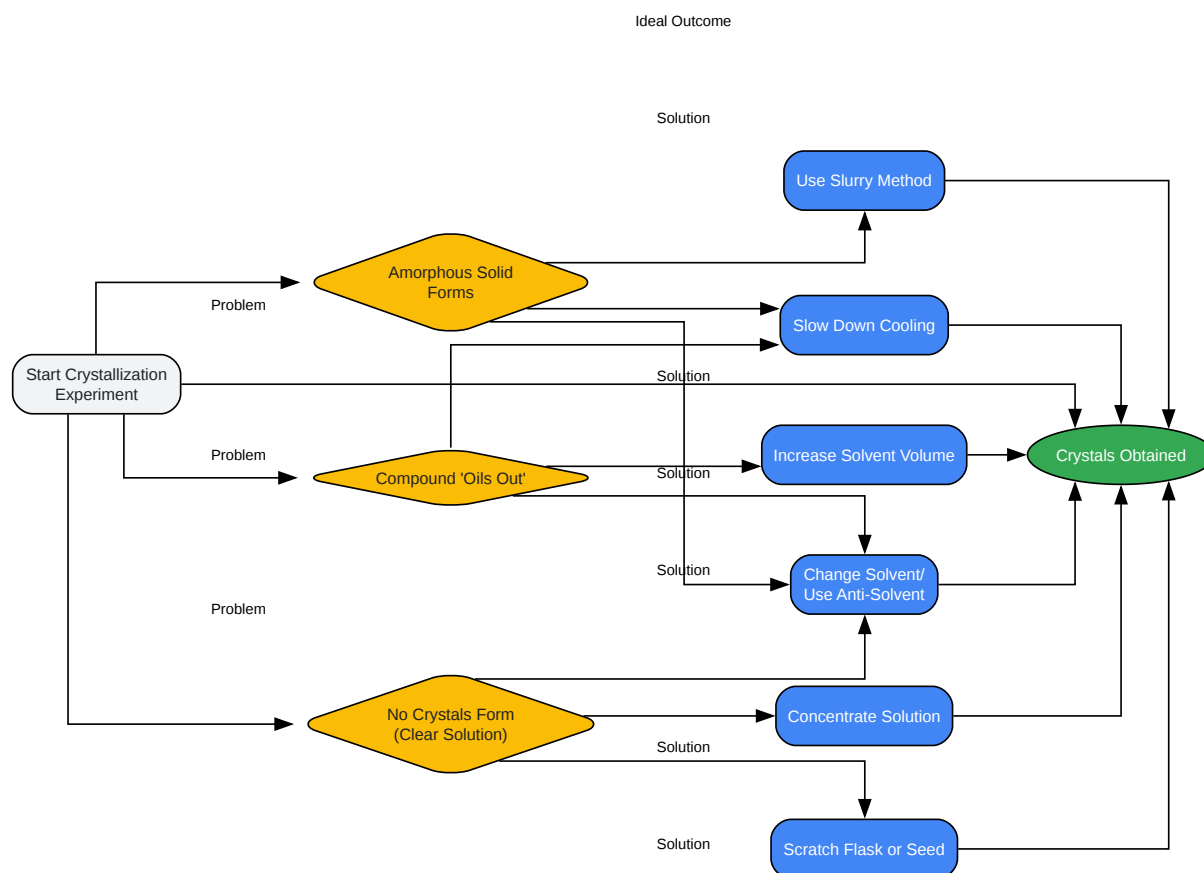 Ideal Outcome
Solution
Use Slurry Method
Amorphous Solid
Forms
Problem
Slow Down Cooling
Start Crystallization
Experiment
Solution
Problem
Compound 'Oils Out'
Solution
Increase Solvent Volume
Crystals Obtained
Solution
Change Solvent/
Use Anti-Solvent
Problem
No Crystals Form
(Clear Solution)
Concentrate Solution
Solution
Solution
Scratch Flask or Seed